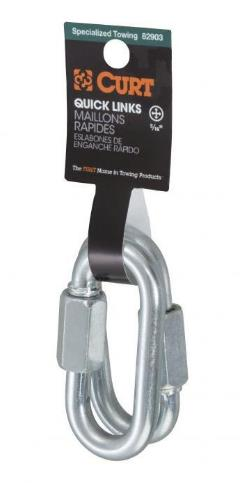 Specialized Towing 82903
CURT
QUICK LINKS
MAILLONS
RAPIDES
ESLABONES DE
ENGANCHE RÁPIDO
5/16"
The CURT Name in Towing Products™